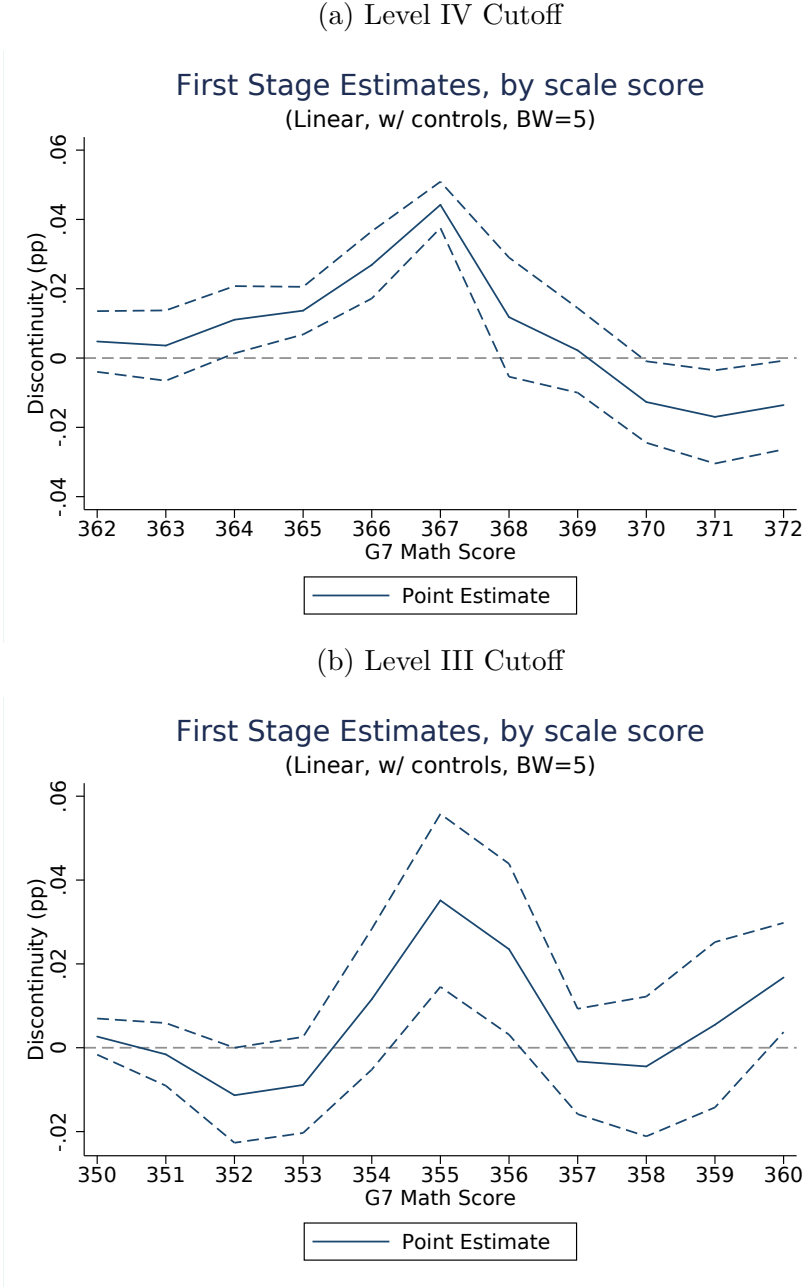 (a) Level IV Cutoff
First Stage Estimates, by scale score
(Linear, w/ controls, BW=5)
Discontinuity (pp)
.06
.04
.02
0
-.02
-.04
362 363 364 365 366 367 368 369 370 371 372
G7 Math Score
Point Estimate
(b) Level III Cutoff
First Stage Estimates, by scale score
(Linear, w/ controls, BW=5)
Discontinuity (pp)
.06
.04
.02
0
-.02
350 351 352 353 354 355 356 357 358 359 360
G7 Math Score
Point Estimate